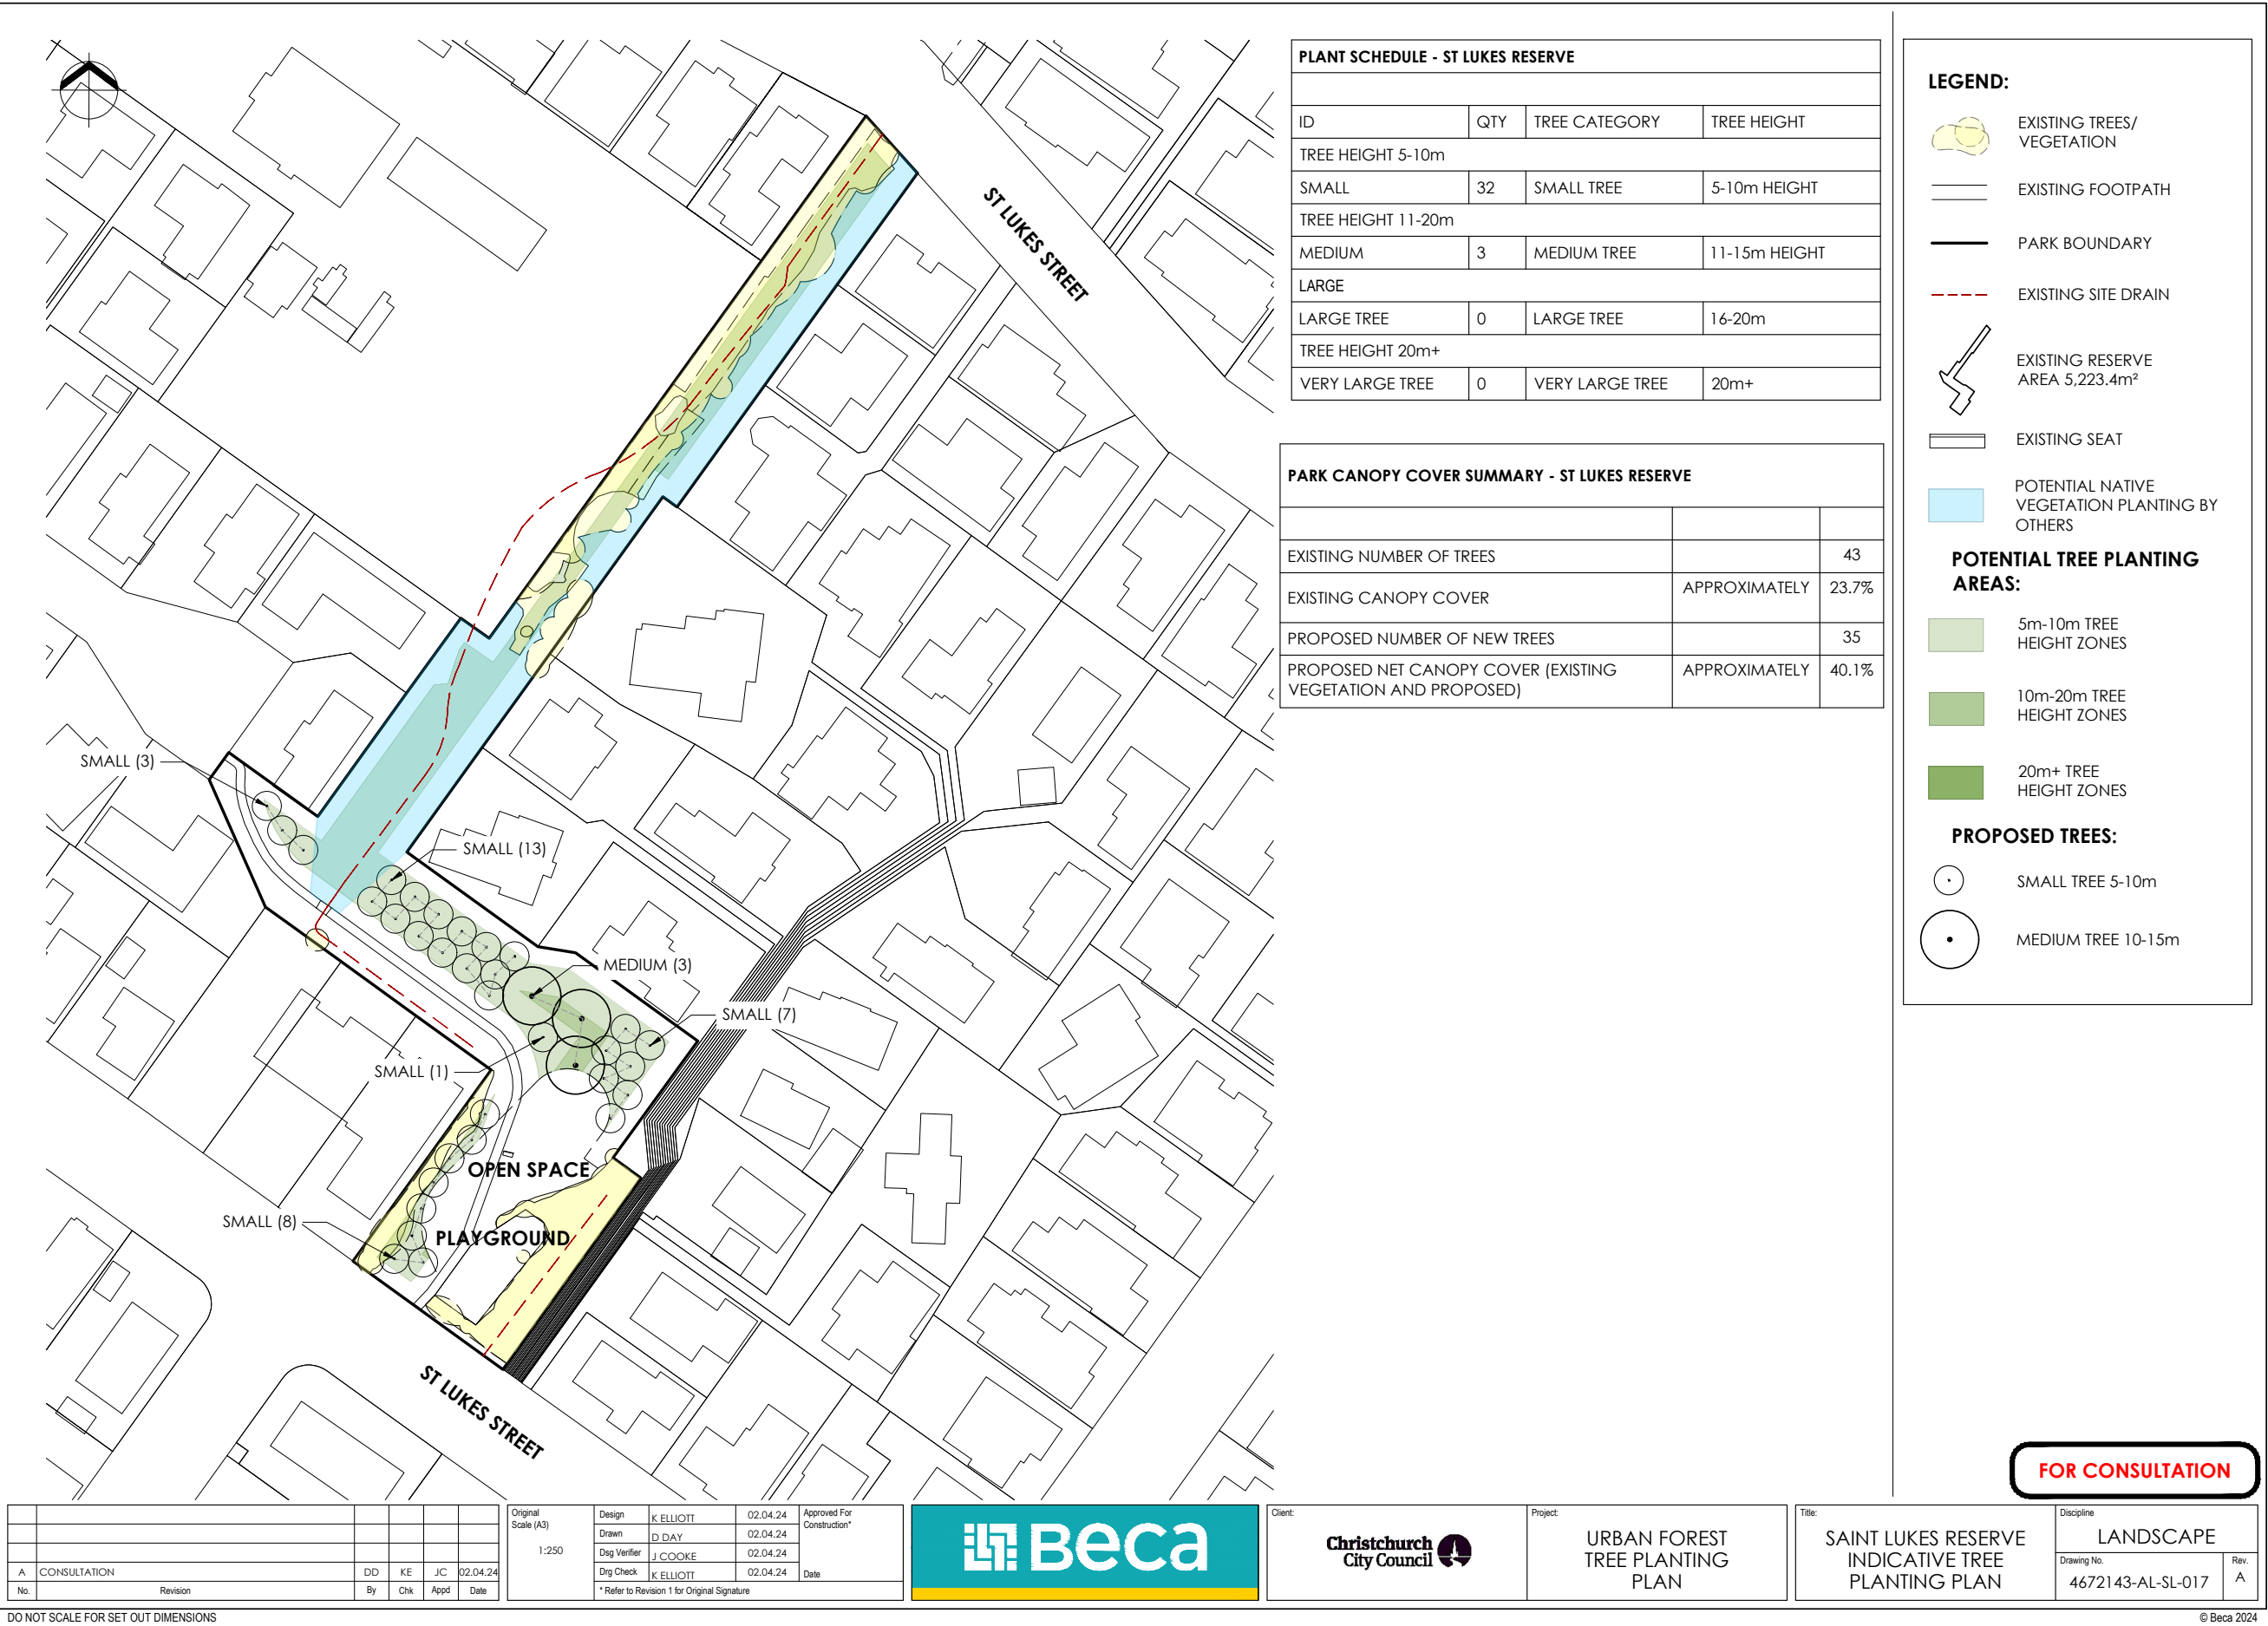 PLANT SCHEDULE - ST LUKES RESERVE
ID QTY TREE CATEGORY TREE HEIGHT
TREE HEIGHT 5-10m
SMALL 32 SMALL TREE 5-10m HEIGHT
TREE HEIGHT 11-20m
MEDIUM 3 MEDIUM TREE 11-15m HEIGHT
LARGE
LARGE TREE 0 LARGE TREE 16-20m
TREE HEIGHT 20m+
VERY LARGE TREE 0 VERY LARGE TREE 20m+
PARK CANOPY COVER SUMMARY - ST LUKES RESERVE
EXISTING NUMBER OF TREES 43
EXISTING CANOPY COVER APPROXIMATELY 23.7%
PROPOSED NUMBER OF NEW TREES 35
PROPOSED NET CANOPY COVER (EXISTING APPROXIMATELY 40.1%
VEGETATION AND PROPOSED)
LEGEND:
EXISTING TREES/
VEGETATION
EXISTING FOOTPATH
PARK BOUNDARY
EXISTING SITE DRAIN
EXISTING RESERVE
AREA 5,223.4m²
EXISTING SEAT
POTENTIAL NATIVE
VEGETATION PLANTING BY
OTHERS
POTENTIAL TREE PLANTING
AREAS:
5m-10m TREE
HEIGHT ZONES
10m-20m TREE
HEIGHT ZONES
20m+ TREE
HEIGHT ZONES
PROPOSED TREES:
SMALL TREE 5-10m
MEDIUM TREE 10-15m
ST LUKES STREET
SMALL (3)
SMALL (13)
MEDIUM (3)
SMALL (7)
SMALL (1)
OPEN SPACE
SMALL (8)
PLAYGROUND
ST LUKES STREET
FOR CONSULTATION
A CONSULTATION DD KE JC 02.04.24
No. Revision By Chk Appd Date
Original
Scale (A3)
1:250
Design K ELLIOTT 02.04.24
Drawn D DAY 02.04.24
Dsg Verifier J COOKE 02.04.24
Drg Check K ELLIOTT 02.04.24
Approved For
Construction*
Date
* Refer to Revision 1 for Original Signature
Beca
Client:
Christchurch
City Council
Project:
URBAN FOREST
TREE PLANTING
PLAN
Title:
SAINT LUKES RESERVE
INDICATIVE TREE
PLANTING PLAN
Discipline
LANDSCAPE
Drawing No.
4672143-AL-SL-017
Rev.
A
DO NOT SCALE FOR SET OUT DIMENSIONS
© Beca 2024